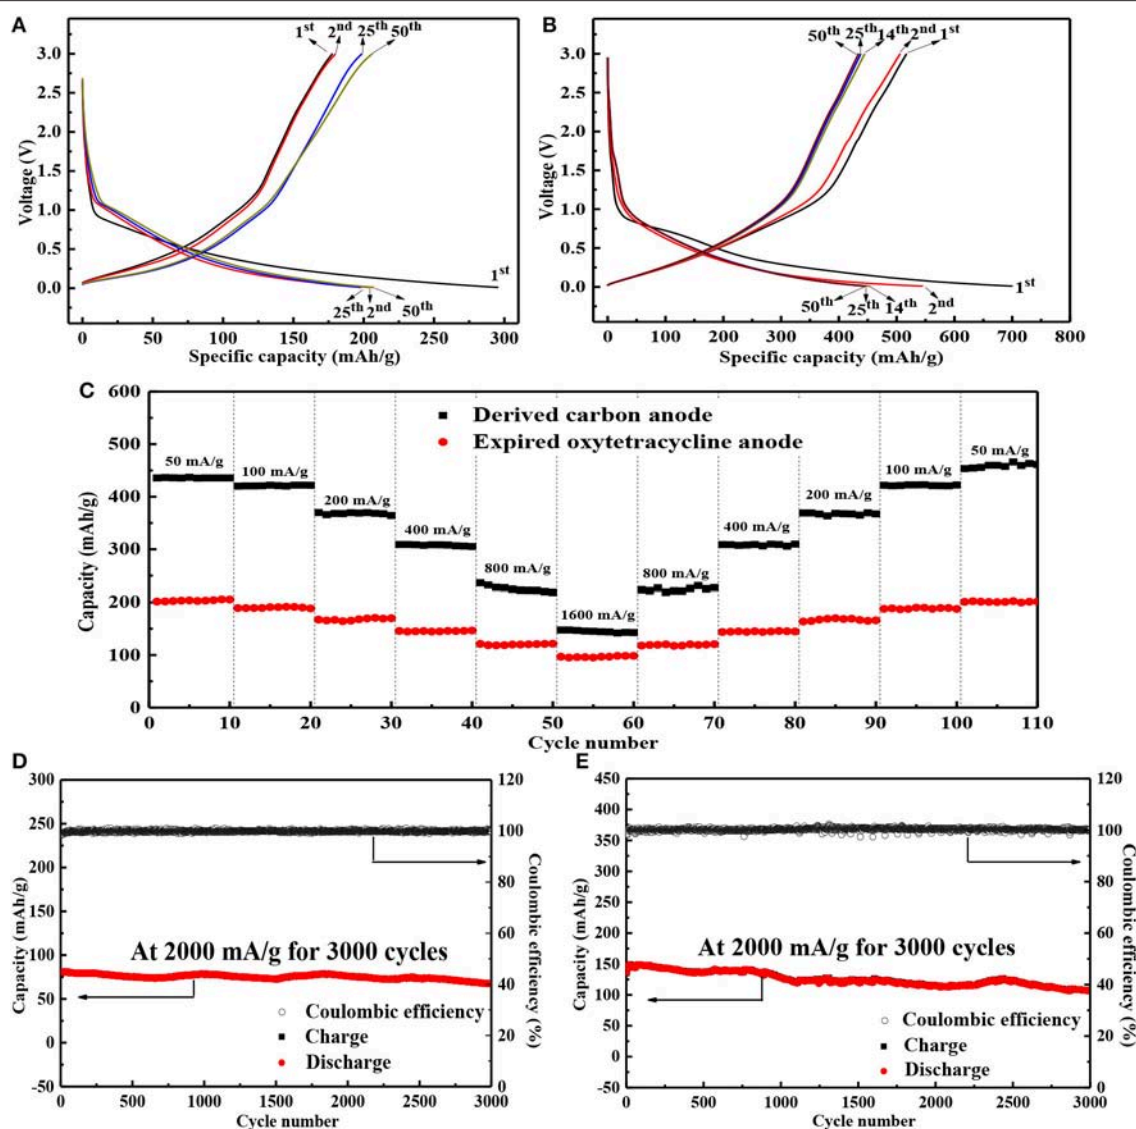 A
1st 2nd 25th 50th
3.0
2.5
2.0
1.5
1.0
0.5
0.0
Voltage (V)
1st
25th 2nd 50th
0 50 100 150 200 250 300
Specific capacity (mAh/g)
B
50th 25th 14th 2nd 1st
3.0
2.5
2.0
1.5
1.0
0.5
0.0
Voltage (V)
1st
50th 25th 14th 2nd
0 100 200 300 400 500 600 700 800
Specific capacity (mAh/g)
C
600
500
400
300
200
100
0
Capacity (mAh/g)
Derived carbon anode
Expired oxytetracycline anode
50 mA/g
100 mA/g
200 mA/g
400 mA/g
800 mA/g
1600 mA/g
800 mA/g
400 mA/g
200 mA/g
100 mA/g
50 mA/g
0 10 20 30 40 50 60 70 80 90 100 110
Cycle number
D
300
250
200
150
100
50
0
-50
Capacity (mAh/g)
120
100
80
60
40
20
0
Coulombic efficiency (%)
At 2000 mA/g for 3000 cycles
Coulombic efficiency
Charge
Discharge
0 500 1000 1500 2000 2500 3000
Cycle number
E
450
400
350
300
250
200
150
100
50
0
-50
Capacity (mAh/g)
120
100
80
60
40
20
0
Coulombic efficiency (%)
At 2000 mA/g for 3000 cycles
Coulombic efficiency
Charge
Discharge
0 500 1000 1500 2000 2500 3000
Cycle number